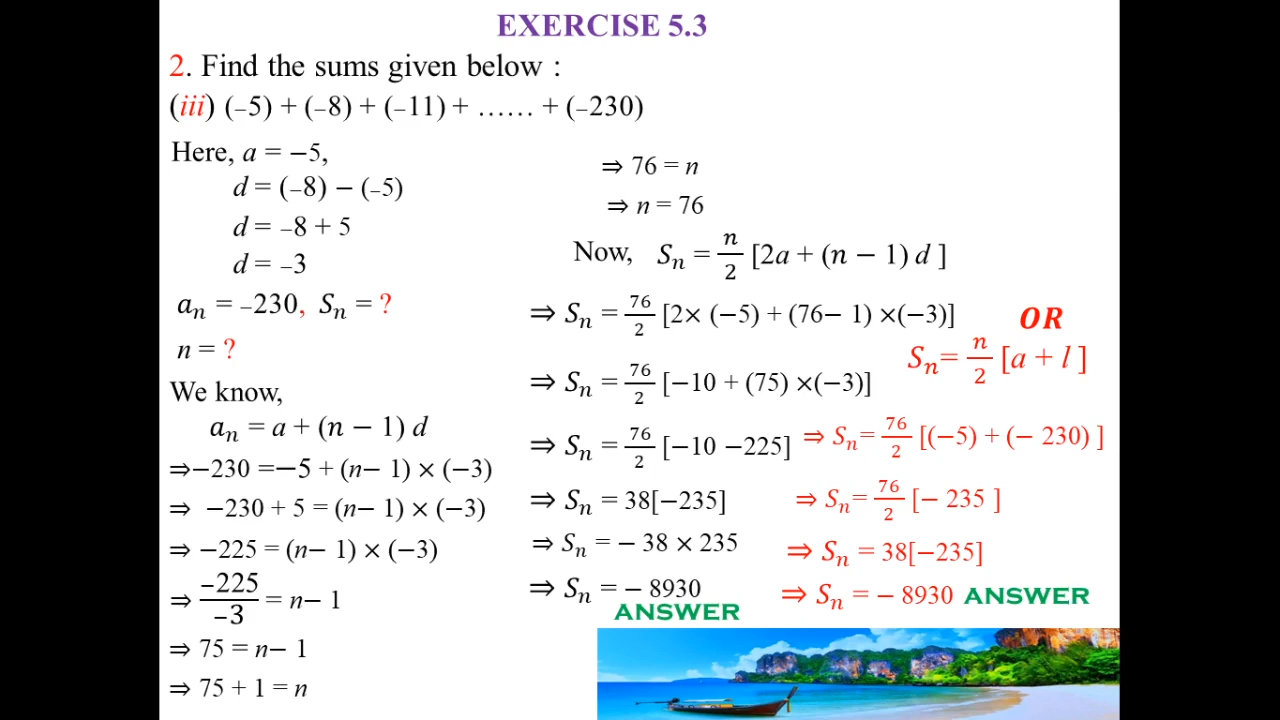 EXERCISE 5.3
2. Find the sums given below :
(iii) (–5) + (–8) + (–11) + …… + (–230)
Here, a = −5,
d = (–8) − (–5)
d = –8 + 5
d = –3
aₙ = –230, Sₙ = ?
n = ?
We know,
aₙ = a + (n − 1) d
⇒−230 =−5 + (n− 1) × (−3)
⇒ −230 + 5 = (n− 1) × (−3)
⇒ −225 = (n− 1) × (−3)
⇒ −225/−3 = n− 1
⇒ 75 = n− 1
⇒ 75 + 1 = n
⇒ 76 = n
⇒ n = 76
Now, Sₙ = n/2 [2a + (n − 1) d ]
⇒ Sₙ = 76/2 [2× (−5) + (76− 1) ×(−3)]
⇒ Sₙ = 76/2 [−10 + (75) ×(−3)]
⇒ Sₙ = 76/2 [−10 −225]
⇒ Sₙ = 38[−235]
⇒ Sₙ = − 38 × 235
⇒ Sₙ = − 8930
ANSWER
OR
Sₙ= n/2 [a + l ]
⇒ Sₙ= 76/2 [(−5) + (− 230) ]
⇒ Sₙ= 76/2 [− 235 ]
⇒ Sₙ = 38[−235]
⇒ Sₙ = − 8930 ANSWER